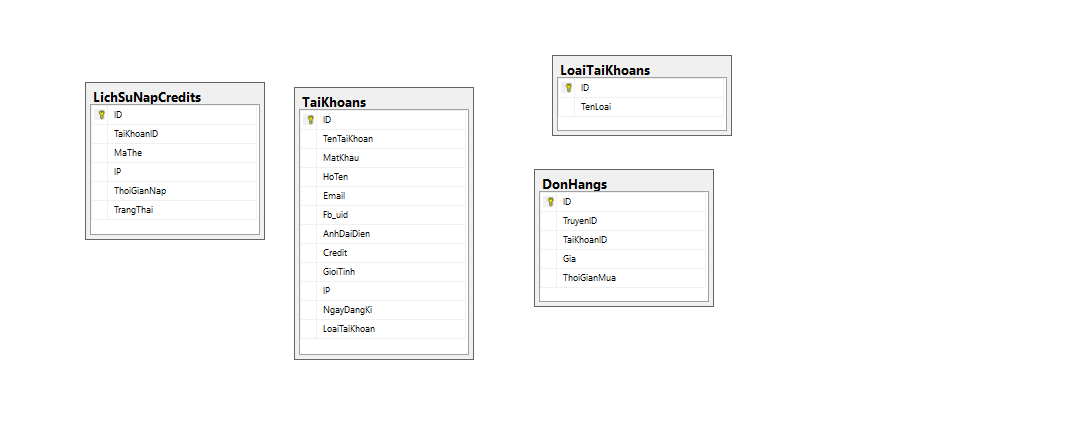 LichSuNapCredits
ID
TaiKhoanID
MaThe
IP
ThoiGianNap
TrangThai
TaiKhoans
ID
TenTaiKhoan
MatKhau
HoTen
Email
Fb_uid
AnhDaiDien
Credit
GioiTinh
IP
NgayDangKi
LoaiTaiKhoan
LoaiTaiKhoans
ID
TenLoai
DonHangs
ID
TruyenID
TaiKhoanID
Gia
ThoiGianMua